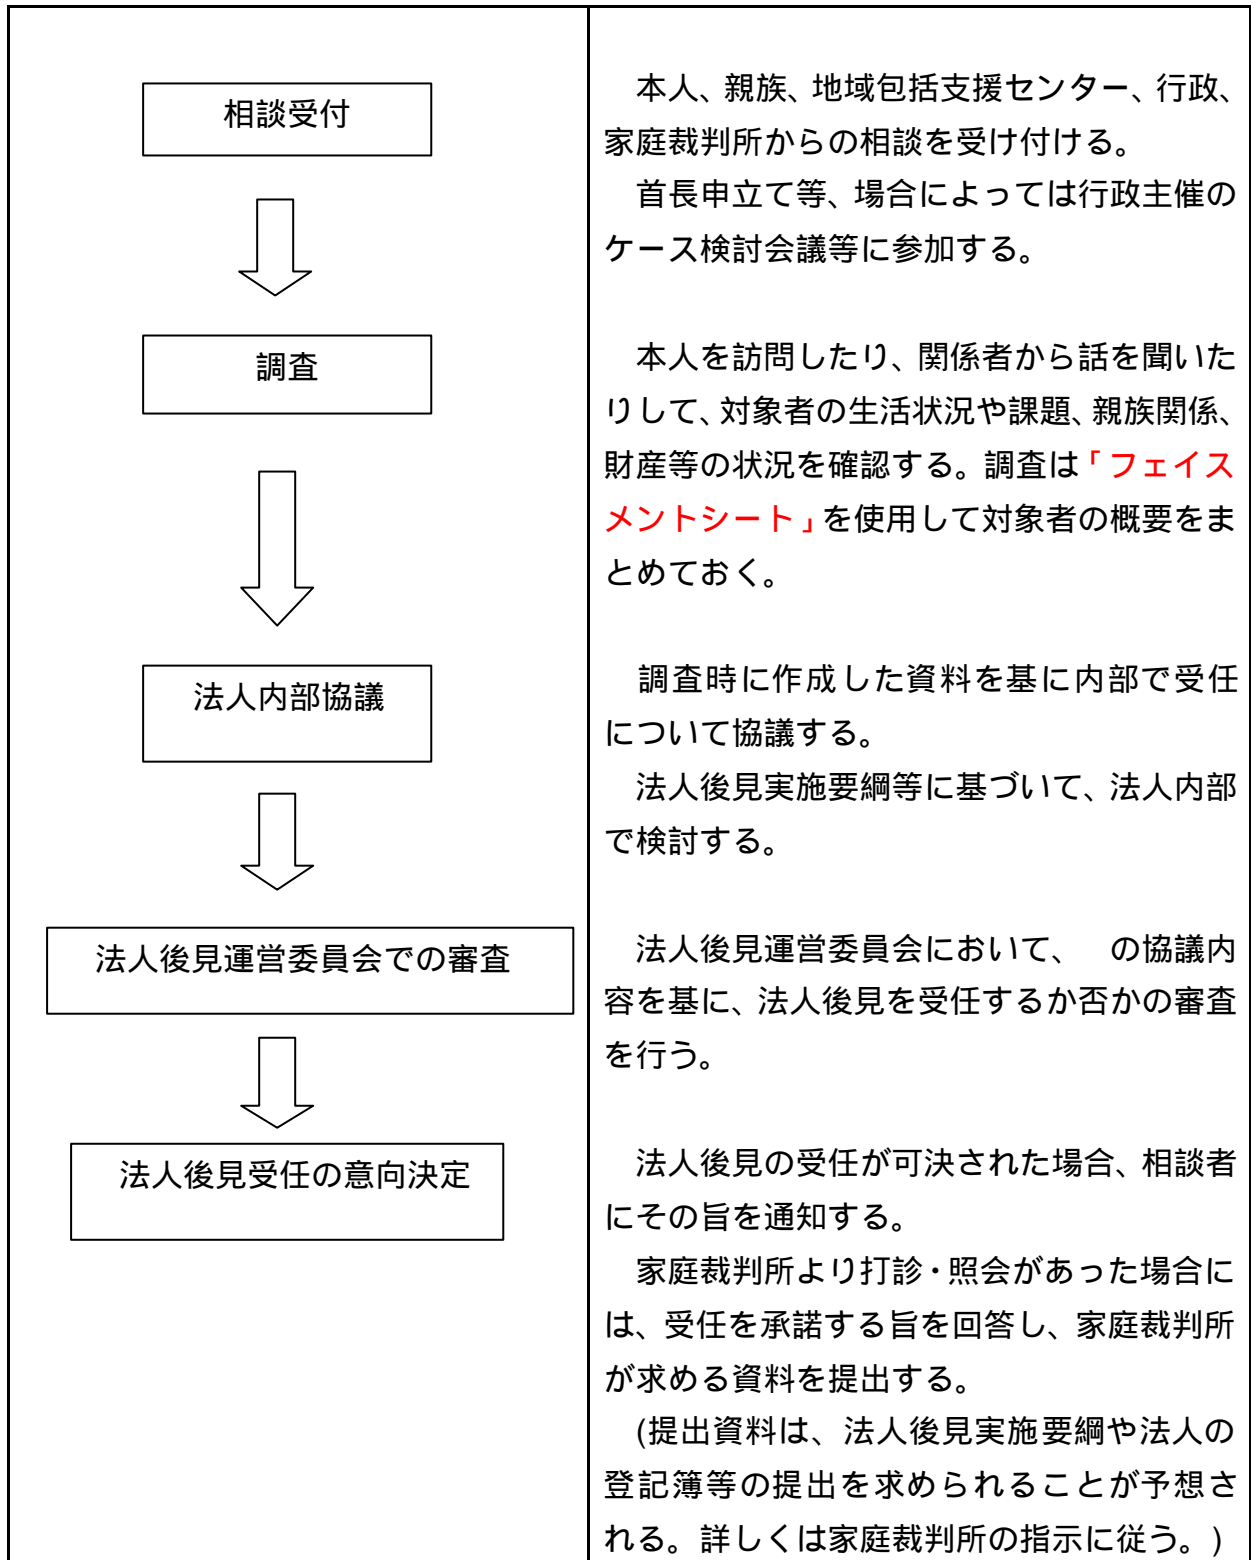 相談受付
本人、親族、地域包括支援センター、行政、
家庭裁判所からの相談を受け付ける。
首長申立て等、場合によっては行政主催の
ケース検討会議等に参加する。
調査
本人を訪問したり、関係者から話を聞いた
りして、対象者の生活状況や課題、親族関係、
財産等の状況を確認する。調査は「フェイス
メントシート」を使用して対象者の概要をま
とめておく。
法人内部協議
調査時に作成した資料を基に内部で受任
について協議する。
法人後見実施要綱等に基づいて、法人内部
で検討する。
法人後見運営委員会での審査
法人後見運営委員会において、　の協議内
容を基に、法人後見を受任するか否かの審査
を行う。
法人後見受任の意向決定
法人後見の受任が可決された場合、相談者
にその旨を通知する。
家庭裁判所より打診・照会があった場合に
は、受任を承諾する旨を回答し、家庭裁判所
が求める資料を提出する。
(提出資料は、法人後見実施要綱や法人の
登記簿等の提出を求められることが予想さ
れる。詳しくは家庭裁判所の指示に従う。)